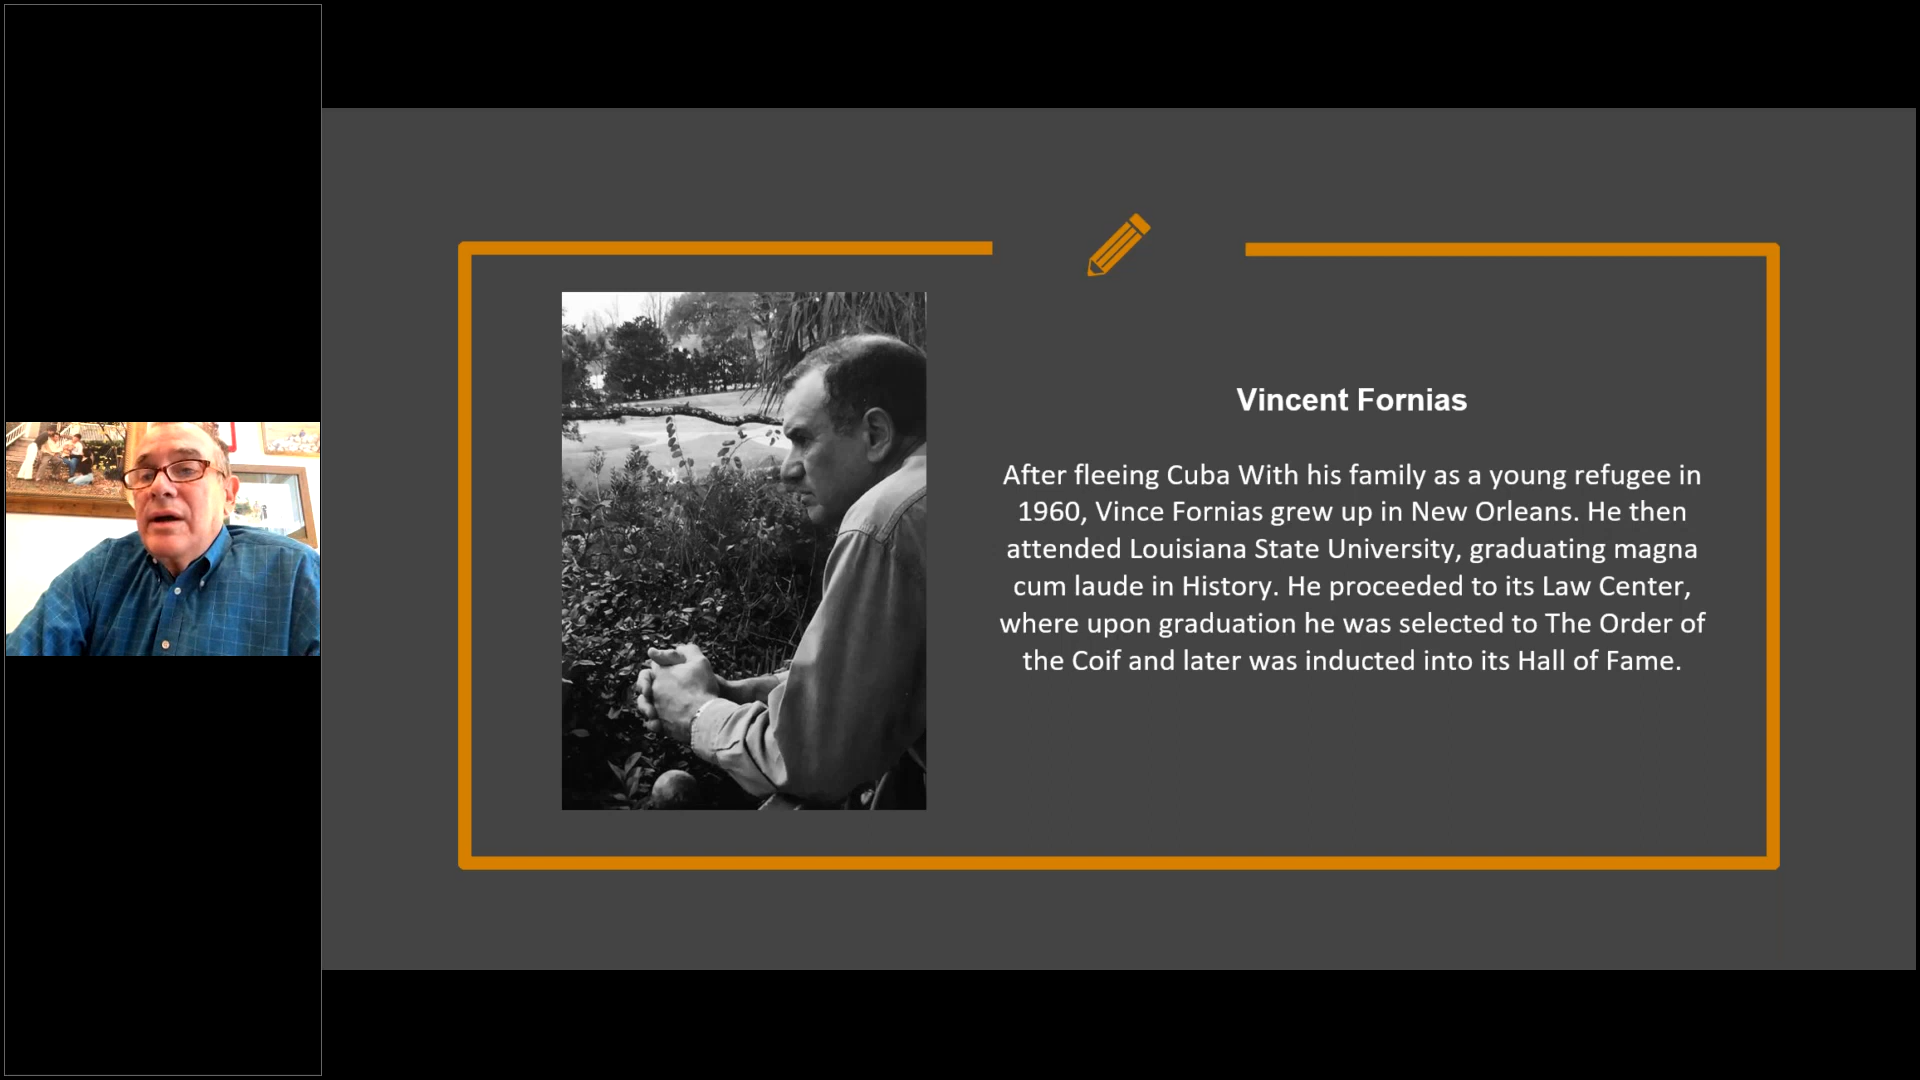 Vincent Fornias
After fleeing Cuba With his family as a young refugee in
1960, Vince Fornias grew up in New Orleans. He then
attended Louisiana State University, graduating magna
cum laude in History. He proceeded to its Law Center,
where upon graduation he was selected to The Order of
the Coif and later was inducted into its Hall of Fame.